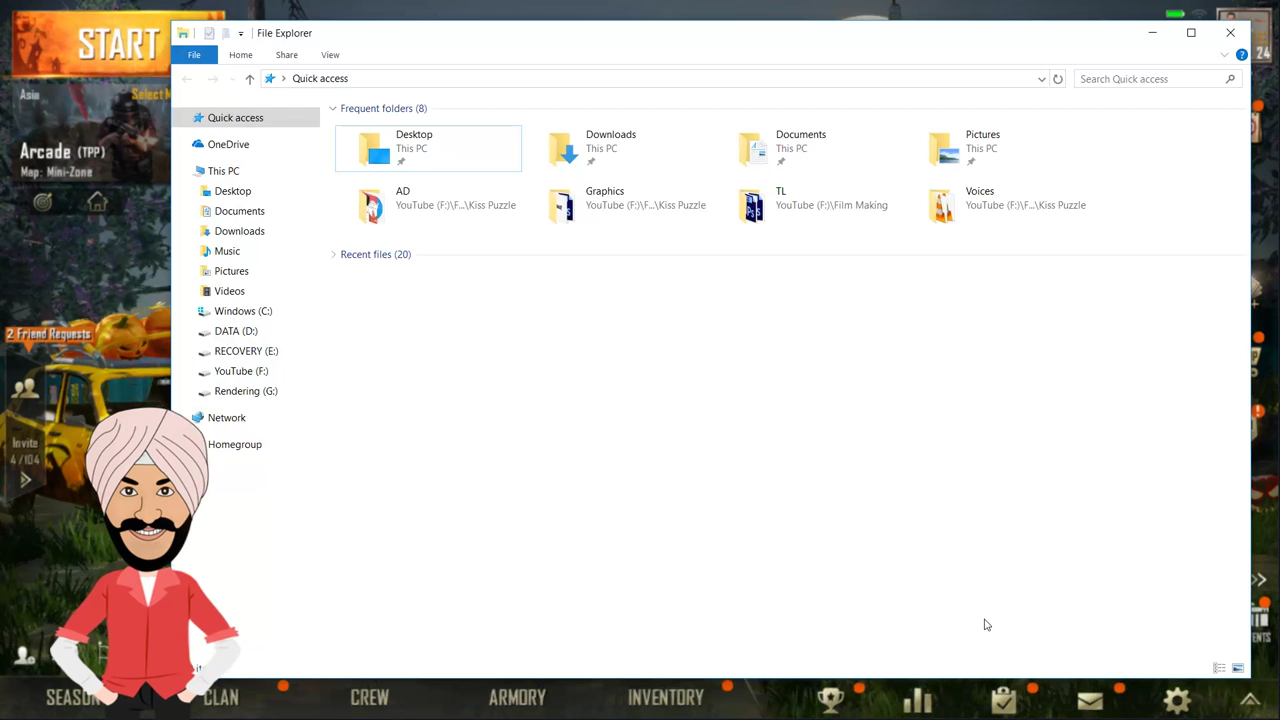 START
File Explorer
24
File
Home
Share
View
Quick access
Search Quick access
Asia
Arcade (TPP)
Map: Mini-Zone
Quick access
OneDrive
This PC
Desktop
Documents
Downloads
Music
Pictures
Videos
Windows (C:)
DATA (D:)
RECOVERY (E:)
YouTube (F:)
Rendering (G:)
Network
Homegroup
Frequent folders (8)
Desktop
This PC
Downloads
This PC
Documents
This PC
Pictures
This PC
AD
YouTube (F:)\F...\Kiss Puzzle
Graphics
YouTube (F:)\F...\Kiss Puzzle
TL
YouTube (F:)\Film Making
Voices
YouTube (F:)\F...\Kiss Puzzle
Recent files (20)
2 Friend Requests
Invite
4/104
CLAN
CREW
ARMORY
INVENTORY